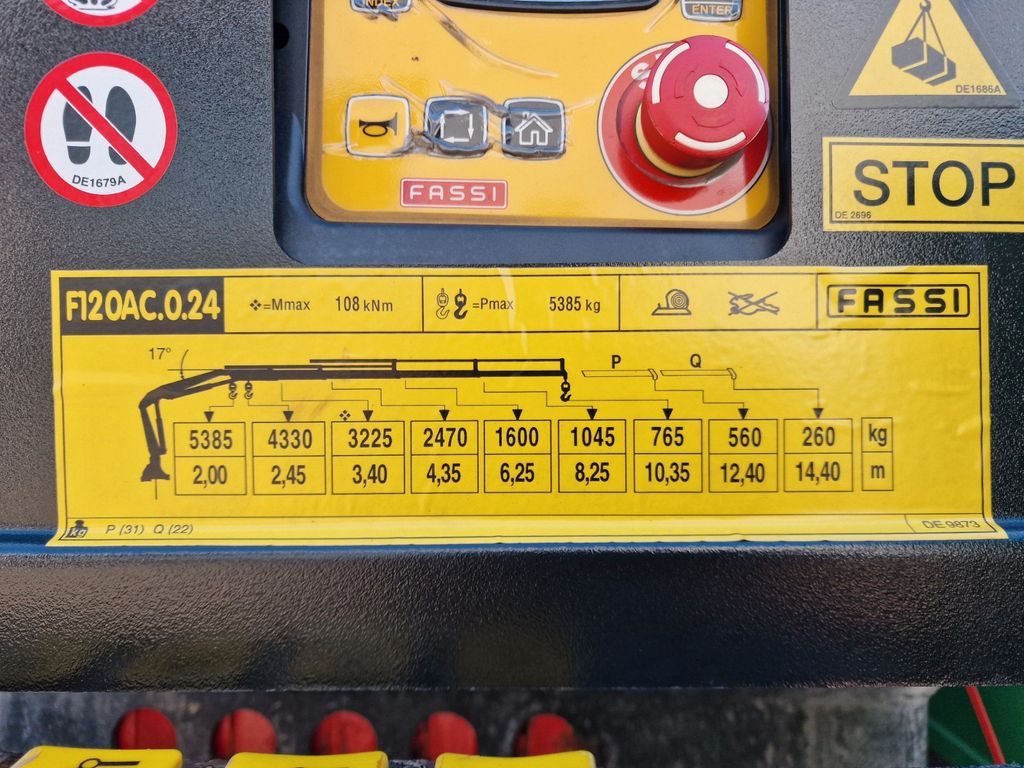 INDEX
ENTER
DE1679A
FASSI
DE1686A
STOP
DE 2696
F120AC.0.24
❖=Mmax 108 kNm
=Pmax 5385 kg
FASSI
17°
P Q
❖
5385 4330 3225 2470 1600 1045 765 560 260 kg
2,00 2,45 3,40 4,35 6,25 8,25 10,35 12,40 14,40 m
kg P (31) Q (22)
DE 9873